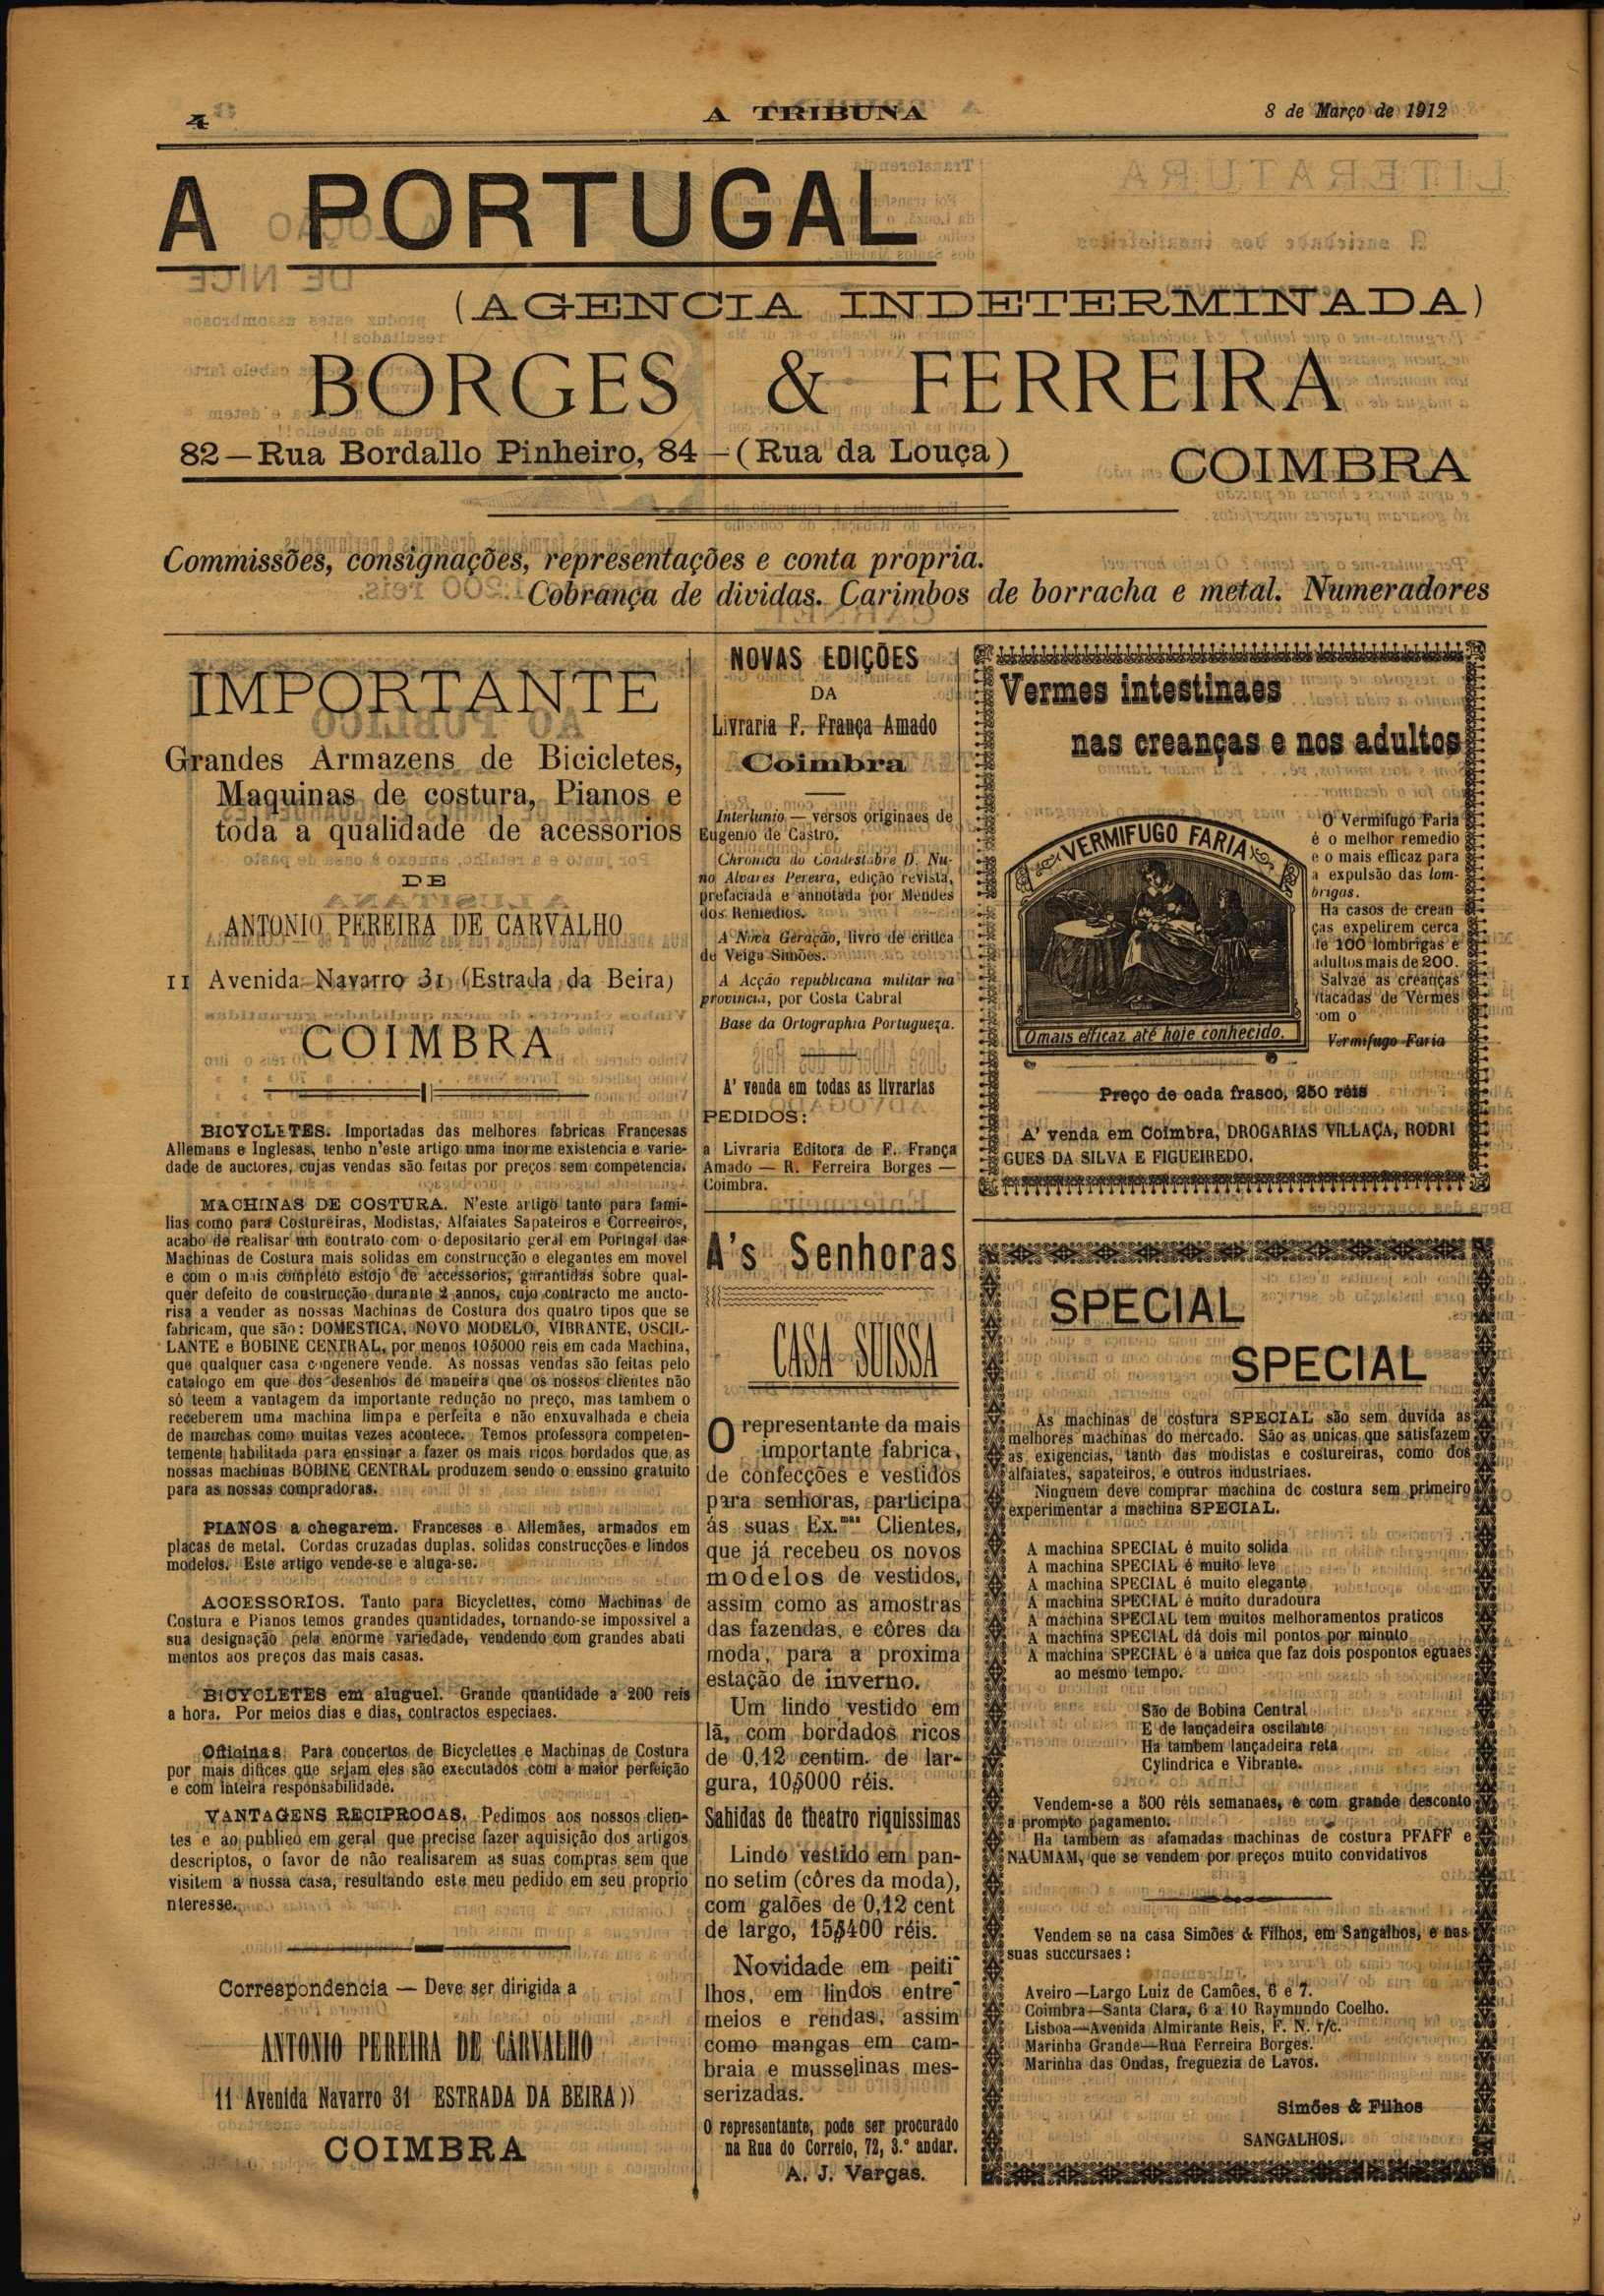 4
A TRIBUNA
8 de Março de 1912
A PORTUGAL
(AGENCIA INDETERMINADA)
BORGES & FERREIRA
82—Rua Bordallo Pinheiro, 84—(Rua da Louça)
COIMBRA
Commissões, consignações, representações e conta propria.
Cobrança de dividas. Carimbos de borracha e metal. Numeradores
IMPORTANTE
Grandes Armazens de Bicicletes,
Maquinas de costura, Pianos e
toda a qualidade de acessorios
DE
ANTONIO PEREIRA DE CARVALHO
11 Avenida Navarro 31 (Estrada da Beira)
COIMBRA
BICYCLETES. Importadas das melhores fabricas Francesas
Allemans e Inglesas, tenho n'este artigo uma inorme existencia e varie-
dade de auctores, cujas vendas são feitas por preços sem competencia.
MACHINAS DE COSTURA. N'este artigo tanto para fami-
lias como para Costureiras, Modistas, Alfaiates Sapateiros e Correeiros,
acabo de realisar um contrato com o depositario geral em Portugal das
Machinas de Costura mais solidas em construcção e elegantes em movel
e com o mais completo estojo de accessorios, garantidas sobre qual-
quer defeito de construcção durante 2 annos, cujo contracto me aucto-
risa a vender as nossas Machinas de Costura dos quatro tipos que se
fabricam, que são: DOMESTICA, NOVO MODELO, VIBRANTE, OSCIL-
LANTE e BOBINE CENTRAL, por menos 10$000 reis em cada Machina,
que qualquer casa congenere vende. As nossas vendas são feitas pelo
catalogo em que dos desenhos de maneira que os nossos clientes não
só teem a vantagem da importante redução no preço, mas tambem o
receberem uma machina limpa e perfeita e não enxuvalhada e cheia
de manchas como muitas vezes acontece. Temos professora competen-
temente habilitada para enssinar a fazer os mais ricos bordados que as
nossas machinas BOBINE CENTRAL produzem sendo o enssino gratuito
para as nossas compradoras.
PIANOS a chegarem. Franceses e Allemães, armados em
placas de metal. Cordas cruzadas duplas, solidas construcções e lindos
modelos. Este artigo vende-se e aluga-se.
ACCESSORIOS. Tanto para Bicyclettes, como Machinas de
Costura e Pianos temos grandes quantidades, tornando-se impossivel a
sua designação pela enorme variedade, vendendo com grandes abati
mentos aos preços das mais casas.
BICYCLETES em aluguel. Grande quantidade a 200 reis
a hora. Por meios dias e dias, contractos especiaes.
Officinas. Para concertos de Bicyclettes e Machinas de Costura
por mais difices que sejam eles são executados com a maior perfeição
e com inteira responsabilidade.
VANTAGENS RECIPROCAS. Pedimos aos nossos clien-
tes e ao publico em geral que precise fazer aquisição dos artigos
descriptos, o favor de não realisarem as suas compras sem que
visitem a nossa casa, resultando este meu pedido em seu proprio
nteresse.
Correspondencia — Deve ser dirigida a
ANTONIO PEREIRA DE CARVALHO
11 Avenida Navarro 31 ESTRADA DA BEIRA))
COIMBRA
NOVAS EDIÇÕES
DA
Livraria F. França Amado
Coimbra
Interlunio — versos originaes de
Eugenio de Castro.
Chronica do Condestabre D. Nu-
no Alvares Pereira, edição revista,
prefaciada e annotada por Mendes
dos Remedios.
A Nova Geração, livro de critica
de Veiga Simões.
A Acção republicana militar na
provincia, por Costa Cabral
Base da Ortographia Portugueza.
A' venda em todas as livrarias
PEDIDOS:
a Livraria Editora de F. França
Amado — R. Ferreira Borges —
Coimbra.
A's Senhoras
CASA SUISSA
O representante da mais
importante fabrica,
de confecções e vestidos
para senhoras, participa
ás suas Ex.mas Clientes,
que já recebeu os novos
modelos de vestidos,
assim como as amostras
das fazendas, e côres da
moda, para a proxima
estação de inverno.
Um lindo vestido em
lã, com bordados ricos
de 0,12 centim. de lar-
gura, 10$000 réis.
Sahidas de theatro riquissimas
Lindo vestido em pan-
no setim (côres da moda),
com galões de 0,12 cent
de largo, 15$400 réis.
Novidade em peiti-
lhos, em lindos entre-
meios e rendas, assim
como mangas em cam-
braia e musselinas mes-
serizadas.
O representante, pode ser procurado
na Rua do Correio, 72, 3.º andar.
A. J. Vargas.
Vermes intestinaes
nas creanças e nos adultos
VERMIFUGO FARIA
O mais efficaz até hoje conhecido.
O Vermifugo Faria
é o melhor remedio
e o mais efficaz para
a expulsão das lom-
brigas.
Ha casos de crean
ças expelirem cerca
de 100 lombrigas e
adultos mais de 200.
Salvae as creanças
atacadas de Vermes
com o
Vermifugo Faria
Preço de cada frasco, 250 réis
A' venda em Coimbra, DROGARIAS VILLAÇA, RODRI
GUES DA SILVA E FIGUEIREDO.
SPECIAL
SPECIAL
As machinas de costura SPECIAL são sem duvida as
melhores machinas do mercado. São as unicas que satisfazem
as exigencias, tanto das modistas e costureiras, como dos
alfaiates, sapateiros, e outros industriaes.
Ninguem deve comprar machina de costura sem primeiro
experimentar a machina SPECIAL.
A machina SPECIAL é muito solida
A machina SPECIAL é muito leve
A machina SPECIAL é muito elegante
A machina SPECIAL é muito duradoura
A machina SPECIAL tem muitos melhoramentos praticos
A machina SPECIAL dá dois mil pontos por minuto
A machina SPECIAL é a unica que faz dois pospontos eguaes
ao mesmo tempo.
São de Bobina Central
E de lançadeira oscilante
Ha tambem lançadeira reta
Cylindrica e Vibrante.
Vendem-se a 500 réis semanaes, e com grande desconto
a prompto pagamento.
Ha tambem as afamadas machinas de costura PFAFF e
NAUMAM, que se vendem por preços muito convidativos
Vendem se na casa Simões & Filhos, em Sangalhos, e nas
suas succursaes:
Aveiro—Largo Luiz de Camões, 6 e 7.
Coimbra—Santa Clara, 6 a 10 Raymundo Coelho.
Lisboa—Avenida Almirante Reis, F. N. r/c.
Marinha Grande—Rua Ferreira Borges.
Marinha das Ondas, freguezia de Lavos.
Simões & Filhos
SANGALHOS.